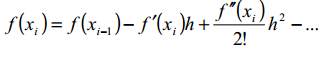 f(x_i) = f(x_{i-1}) - f'(x_i)h + \frac{f''(x_i)}{2!}h^2 - ...